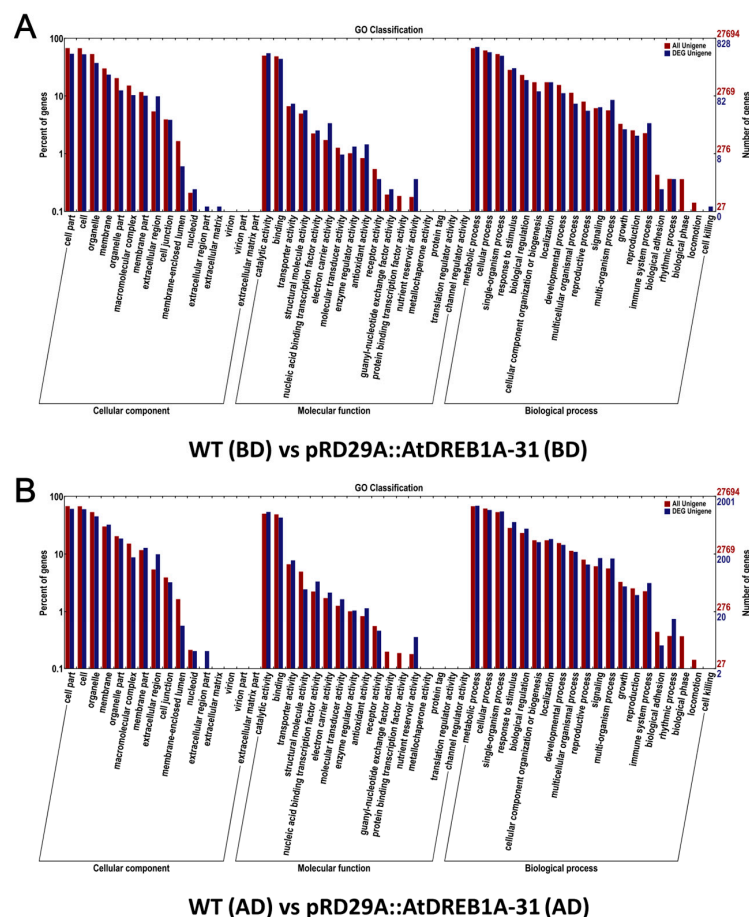 A
GO Classification
100
10
1
0.1
Percent of genes
27694
828
2769
82
276
8
27
0
Number of genes
All Unigene
DEG Unigene
cell part
cell
organelle
membrane
organelle part
macromolecular complex
membrane part
extracellular region
cell junction
membrane-enclosed lumen
nucleoid
extracellular region part
extracellular matrix
virion
virion part
extracellular matrix part
catalytic activity
binding
transporter activity
structural molecule activity
nucleic acid binding transcription factor activity
electron carrier activity
molecular transducer activity
enzyme regulator activity
antioxidant activity
receptor activity
guanyl-nucleotide exchange factor activity
protein binding transcription factor activity
nutrient reservoir activity
metallochaperone activity
protein tag
translation regulator activity
channel regulator activity
metabolic process
cellular process
single-organism process
response to stimulus
biological regulation
cellular component organization or biogenesis
localization
developmental process
multicellular organismal process
reproductive process
signaling
multi-organism process
growth
reproduction
immune system process
biological adhesion
rhythmic process
biological phase
locomotion
cell killing
Cellular component
Molecular function
Biological process
WT (BD) vs pRD29A::AtDREB1A-31 (BD)
B
GO Classification
100
10
1
0.1
Percent of genes
27694
2001
2769
200
276
20
27
2
Number of genes
All Unigene
DEG Unigene
cell part
cell
organelle
membrane
organelle part
macromolecular complex
membrane part
extracellular region
cell junction
membrane-enclosed lumen
nucleoid
extracellular region part
extracellular matrix
virion
virion part
extracellular matrix part
catalytic activity
binding
transporter activity
structural molecule activity
nucleic acid binding transcription factor activity
electron carrier activity
molecular transducer activity
enzyme regulator activity
antioxidant activity
receptor activity
guanyl-nucleotide exchange factor activity
protein binding transcription factor activity
nutrient reservoir activity
metallochaperone activity
protein tag
translation regulator activity
channel regulator activity
metabolic process
cellular process
single-organism process
response to stimulus
biological regulation
cellular component organization or biogenesis
localization
developmental process
multicellular organismal process
reproductive process
signaling
multi-organism process
growth
reproduction
immune system process
biological adhesion
rhythmic process
biological phase
locomotion
cell killing
Cellular component
Molecular function
Biological process
WT (AD) vs pRD29A::AtDREB1A-31 (AD)